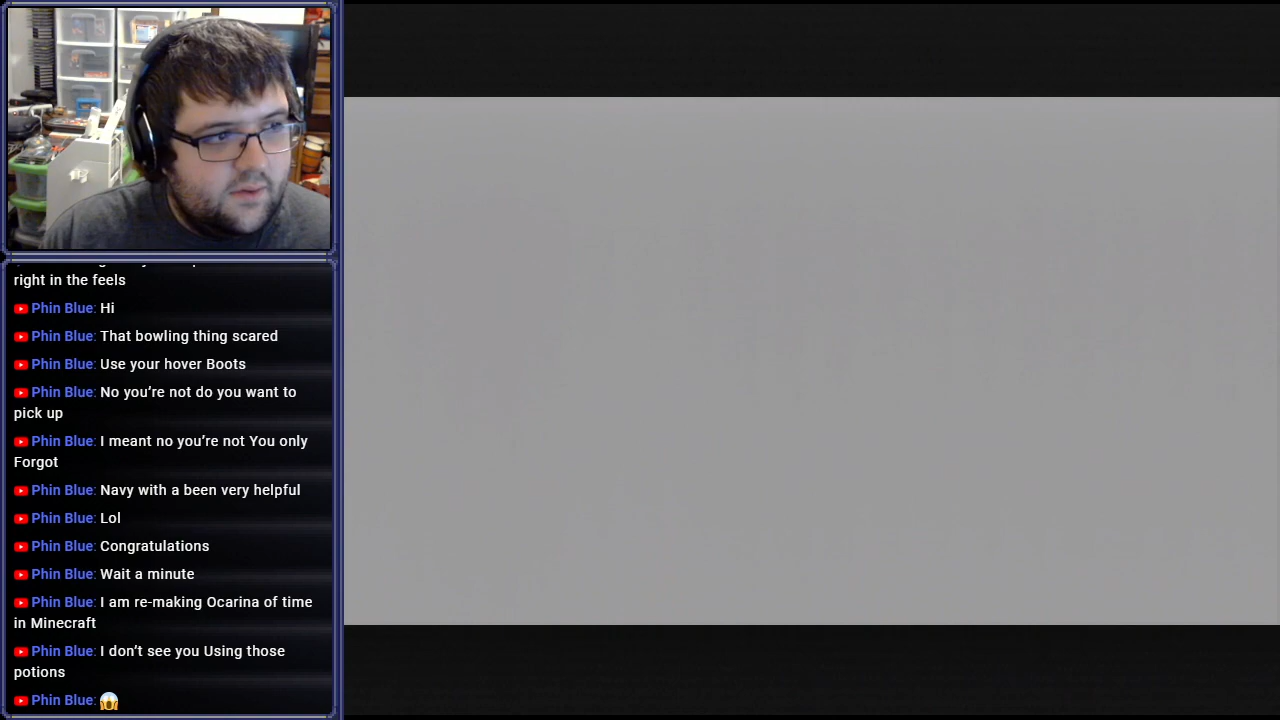 right in the feels
Phin Blue: Hi
Phin Blue: That bowling thing scared
Phin Blue: Use your hover Boots
Phin Blue: No you’re not do you want to
pick up
Phin Blue: I meant no you’re not You only
Forgot
Phin Blue: Navy with a been very helpful
Phin Blue: Lol
Phin Blue: Congratulations
Phin Blue: Wait a minute
Phin Blue: I am re-making Ocarina of time
in Minecraft
Phin Blue: I don’t see you Using those
potions
Phin Blue: 😱